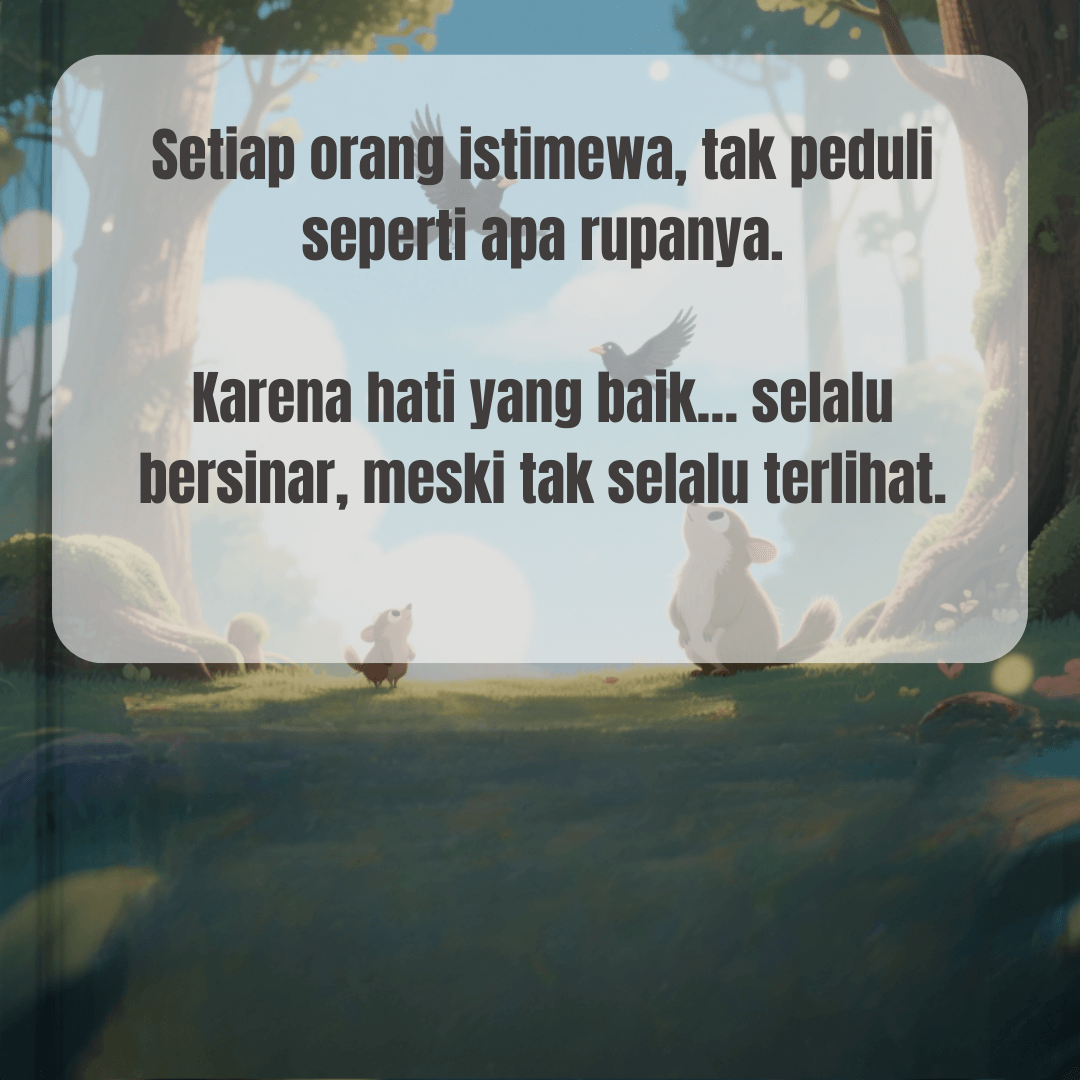 Setiap orang istimewa, tak peduli
seperti apa rupanya.
Karena hati yang baik... selalu
bersinar, meski tak selalu terlihat.